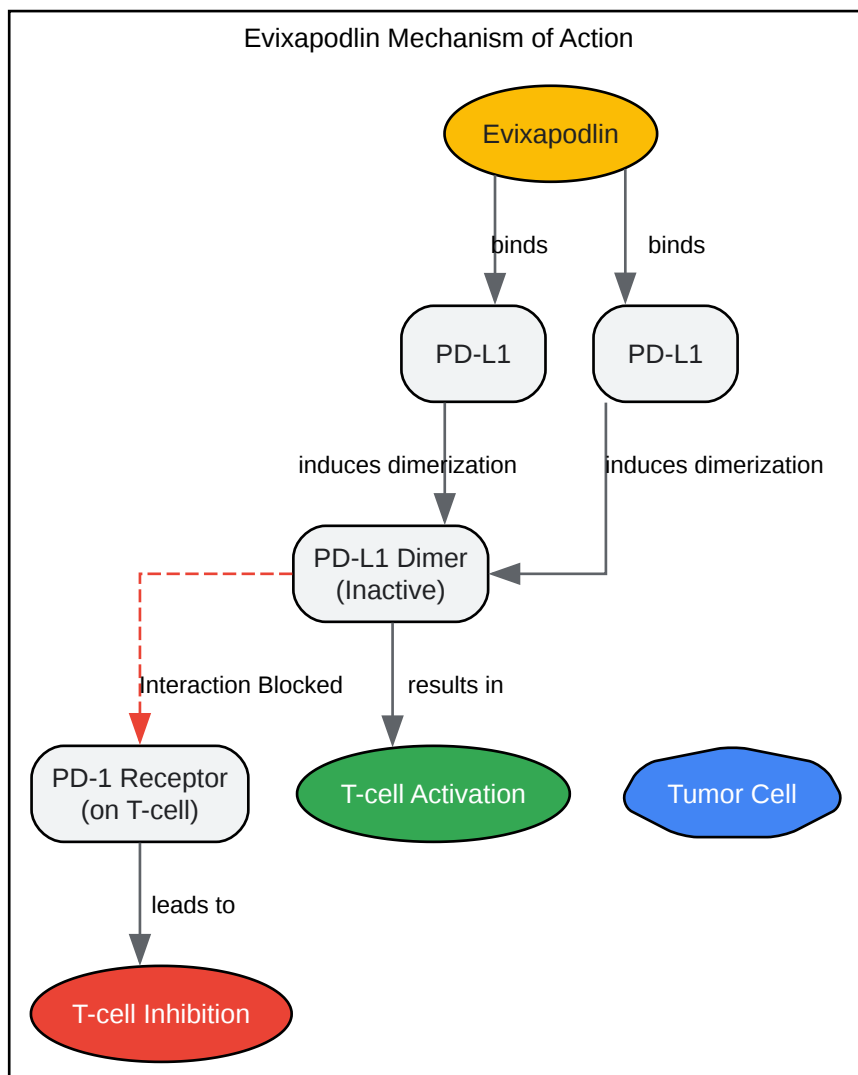 Evixapodlin Mechanism of Action
Evixapodlin
binds
binds
PD-L1
PD-L1
induces dimerization
induces dimerization
PD-L1 Dimer
(Inactive)
Interaction Blocked
results in
PD-1 Receptor
(on T-cell)
T-cell Activation
Tumor Cell
leads to
T-cell Inhibition